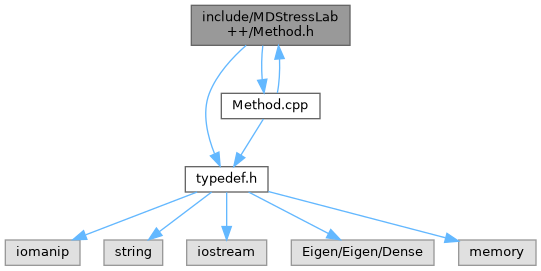 include/MDStressLab
++/Method.h
Method.cpp
typedef.h
iomanip
string
iostream
Eigen/Eigen/Dense
memory